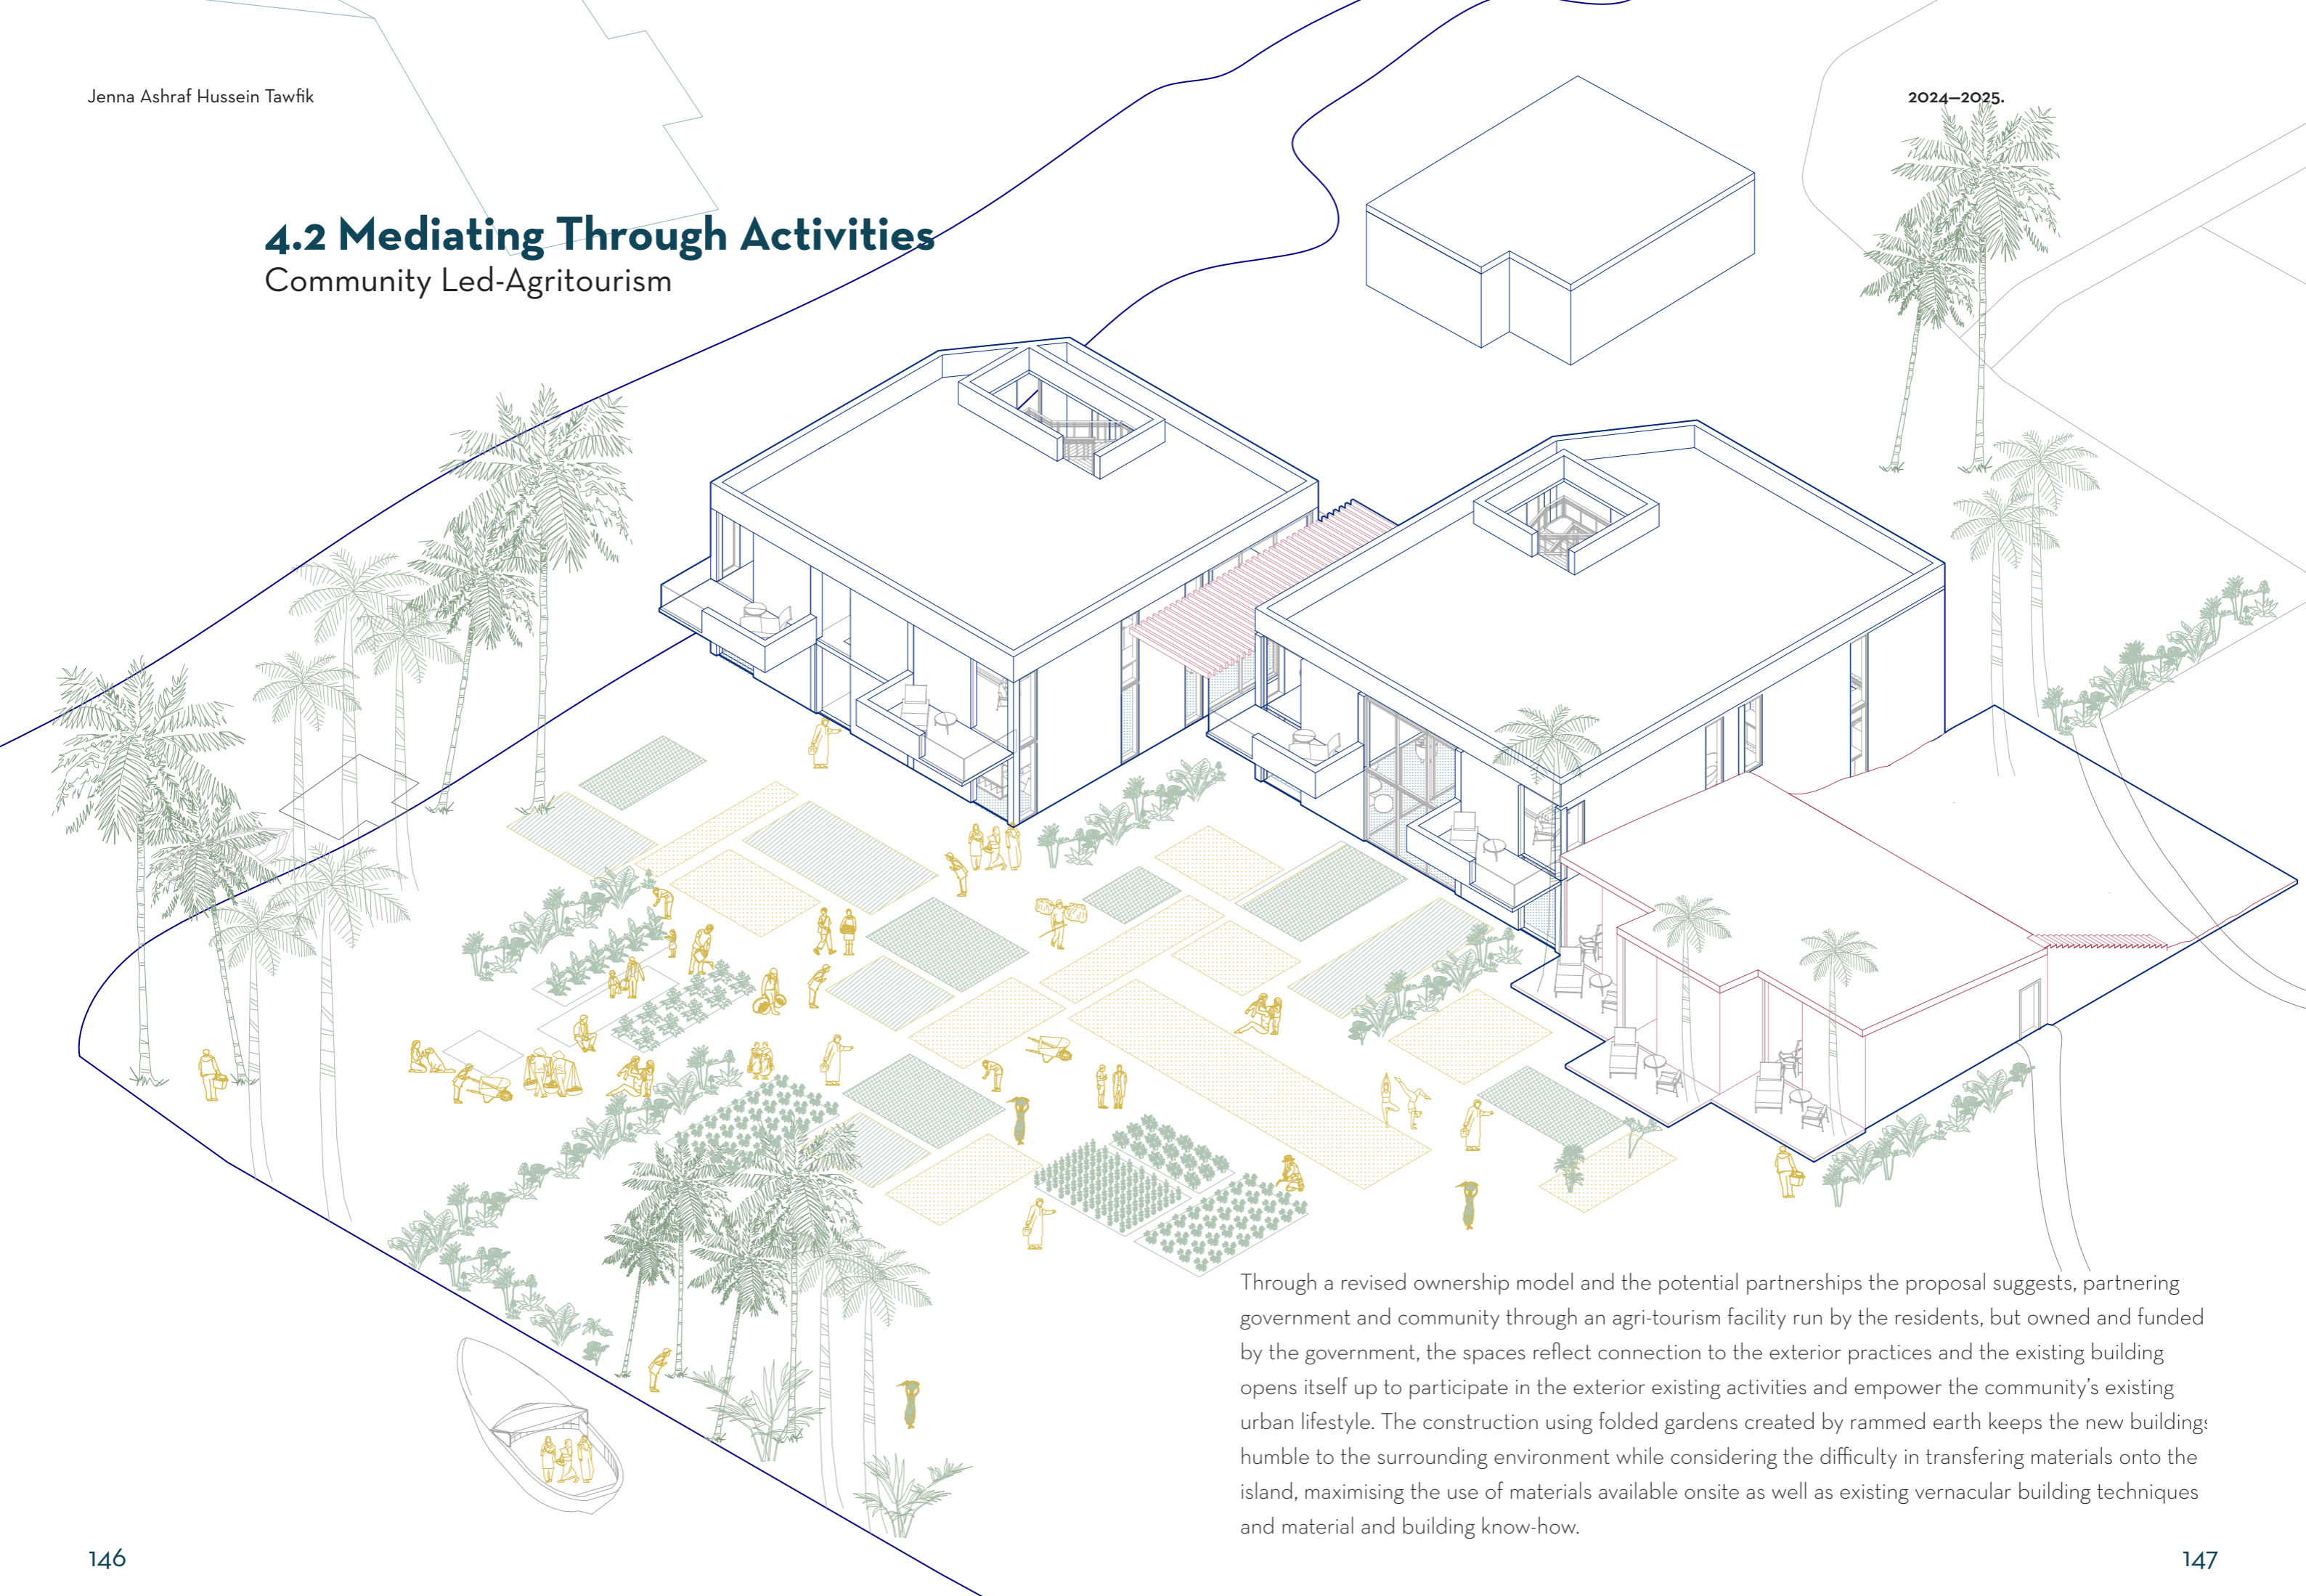 Jenna Ashraf Hussein Tawfik
2024—2025.
4.2 Mediating Through Activities
Community Led-Agritourism
Through a revised ownership model and the potential partnerships the proposal suggests, partnering
government and community through an agri-tourism facility run by the residents, but owned and funded
by the government, the spaces reflect connection to the exterior practices and the existing building
opens itself up to participate in the exterior existing activities and empower the community's existing
urban lifestyle. The construction using folded gardens created by rammed earth keeps the new buildings
humble to the surrounding environment while considering the difficulty in transfering materials onto the
island, maximising the use of materials available onsite as well as existing vernacular building techniques
and material and building know-how.
146
147